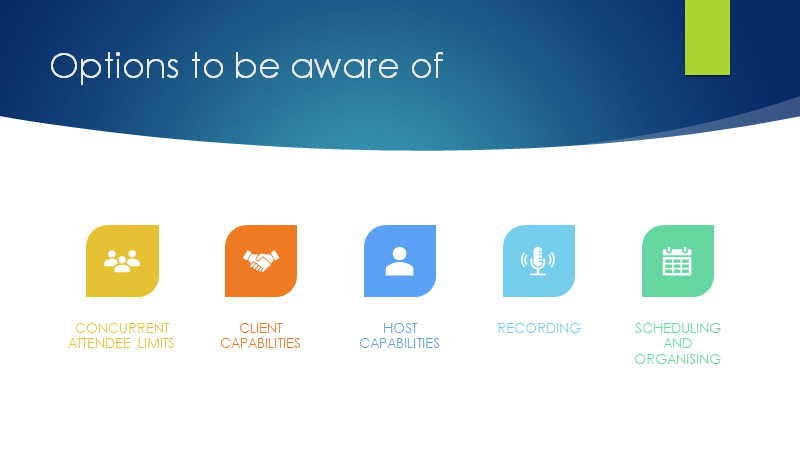 Options to be aware of
CONCURRENT
ATTENDEE LIMITS
CLIENT
CAPABILITIES
HOST
CAPABILITIES
RECORDING
SCHEDULING
AND
ORGANISING